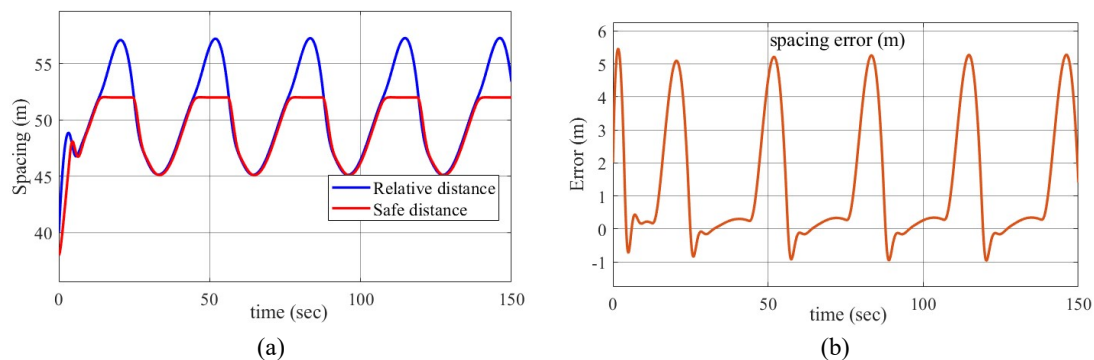 Spacing (m)
55
50
45
40
Relative distance
Safe distance
0
50
100
150
time (sec)
(a)
spacing error (m)
Error (m)
6
5
4
3
2
1
0
-1
0
50
100
150
time (sec)
(b)